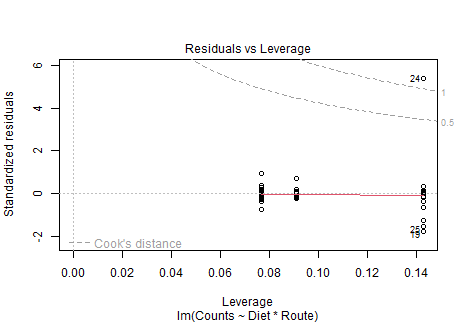 Residuals vs Leverage
Standardized residuals
6
4
2
0
-2
24
1
0.5
25
19
Cook's distance
0.00 0.02 0.04 0.06 0.08 0.10 0.12 0.14
Leverage
lm(Counts ~ Diet * Route)